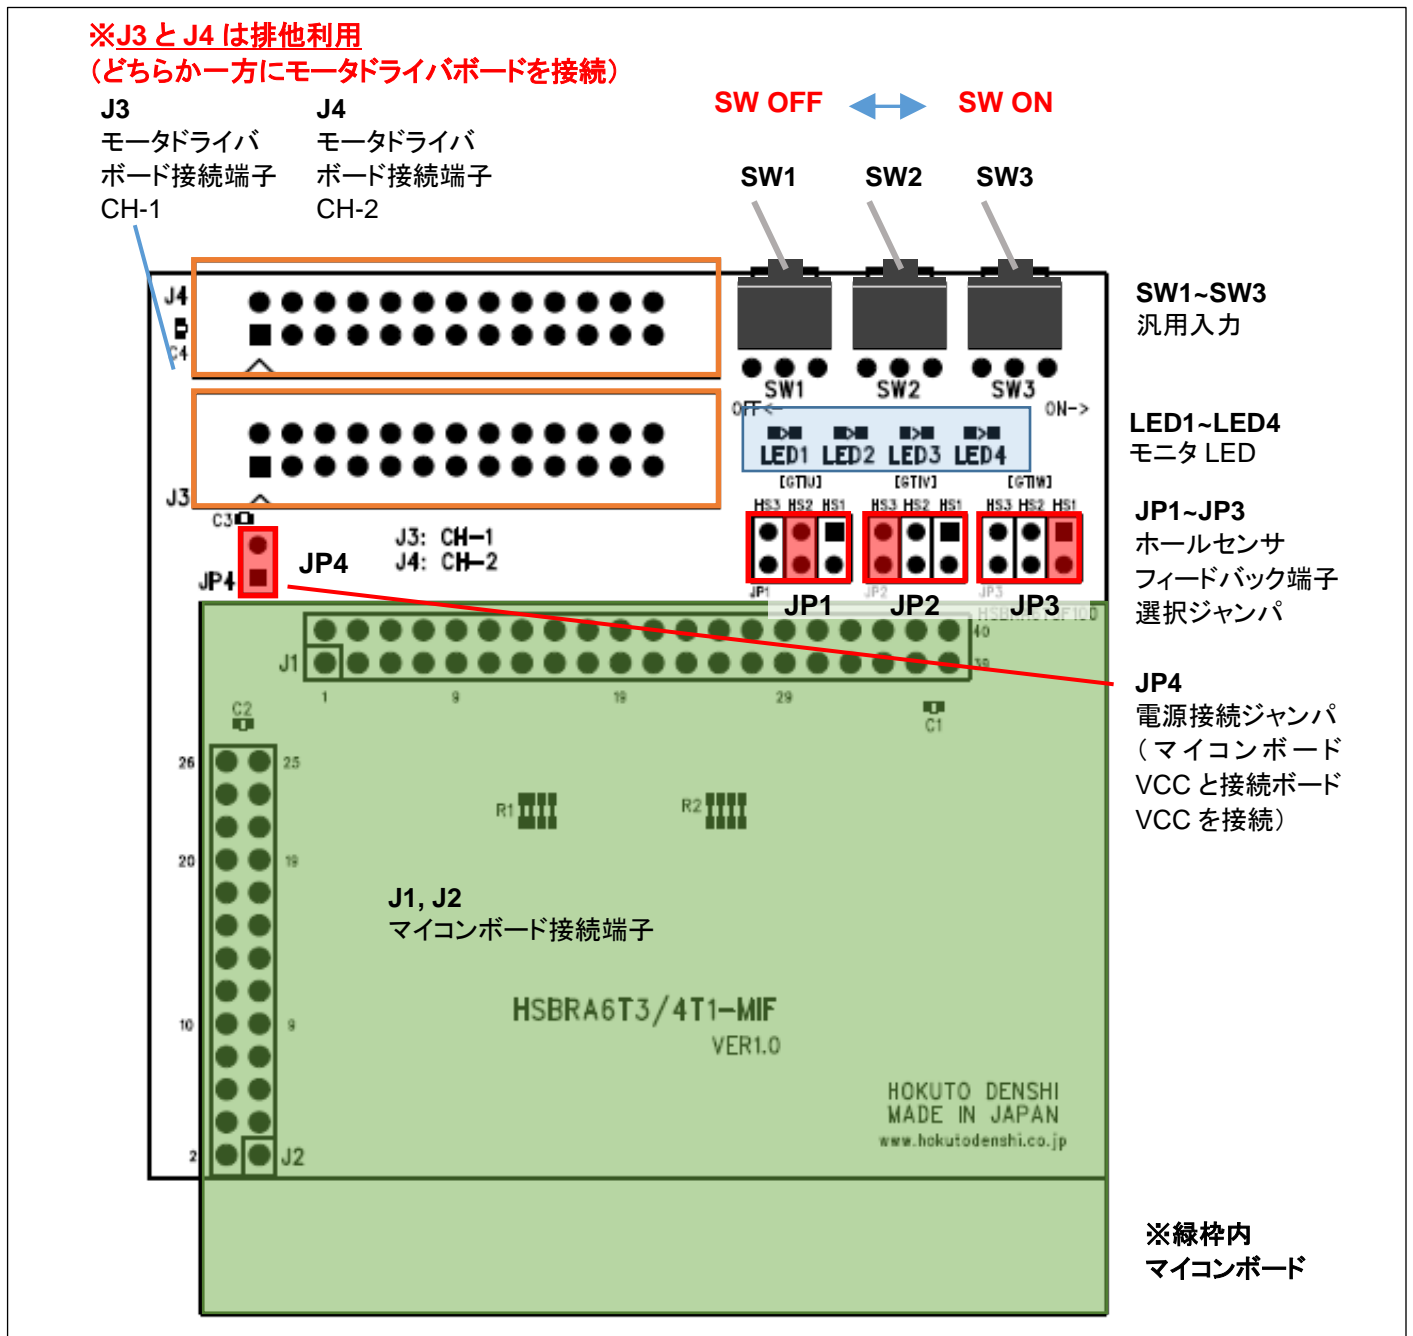 ※J3 と J4 は排他利用
（どちらか一方にモータドライバボードを接続）
J3
モータドライバ
ボード接続端子
CH-1
J4
モータドライバ
ボード接続端子
CH-2
SW OFF
SW ON
SW1
SW2
SW3
SW1~SW3
汎用入力
J4
C4
SW1
SW2
SW3
OFF<-
ON->
LED1
LED2
LED3
LED4
LED1~LED4
モニタ LED
[GTIU]
[GTIV]
[GTIW]
HS3 HS2 HS1
HS3 HS2 HS1
HS3 HS2 HS1
J3
C3
J3: CH-1
J4: CH-2
JP4
JP4
JP1
JP2
JP3
JP1
JP2
JP3
JP1~JP3
ホールセンサ
フィードバック端子
選択ジャンパ
J1
40
39
1
9
19
29
C2
C1
JP4
電源接続ジャンパ
（マイコンボード
VCC と接続ボード
VCC を接続）
26
25
R1
R2
20
19
J1, J2
マイコンボード接続端子
HSBRA6T3/4T1-MIF
VER1.0
10
9
HOKUTO DENSHI
MADE IN JAPAN
www.hokutodenshi.co.jp
2
J2
※緑枠内
マイコンボード